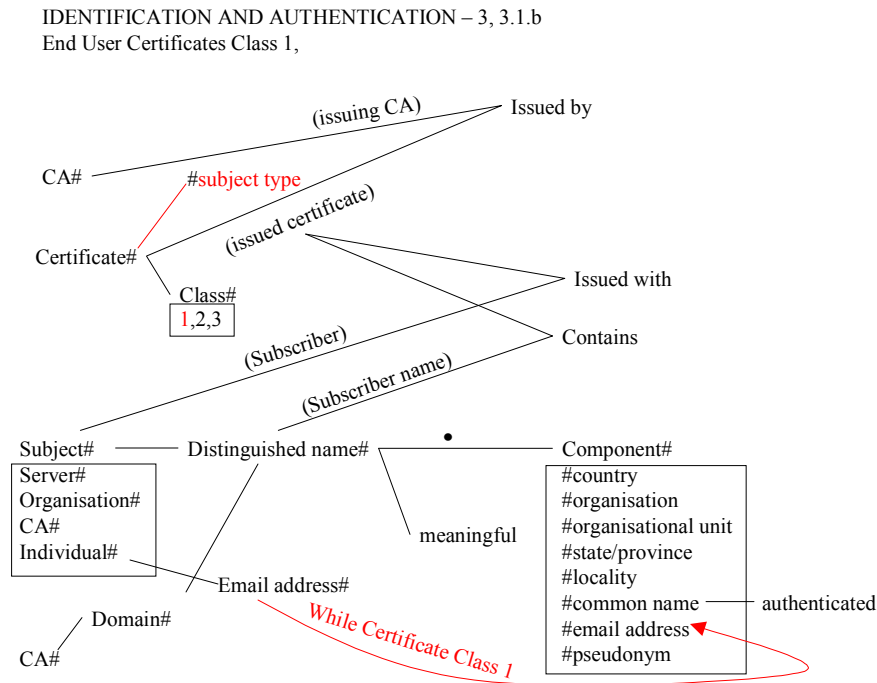 IDENTIFICATION AND AUTHENTICATION – 3, 3.1.b
End User Certificates Class 1,
(issuing CA)
Issued by
CA#
#subject type
(issued certificate)
Certificate#
Issued with
Class#
1,2,3
(Subscriber)
Contains
(Subscriber name)
Subject#
Distinguished name#
Component#
Server#
Organisation#
CA#
Individual#
#country
#organisation
#organisational unit
#state/province
#locality
#common name
#email address
#pseudonym
meaningful
authenticated
Email address#
While Certificate Class 1
Domain#
CA#